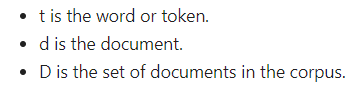 • t is the word or token.
• d is the document.
• D is the set of documents in the corpus.